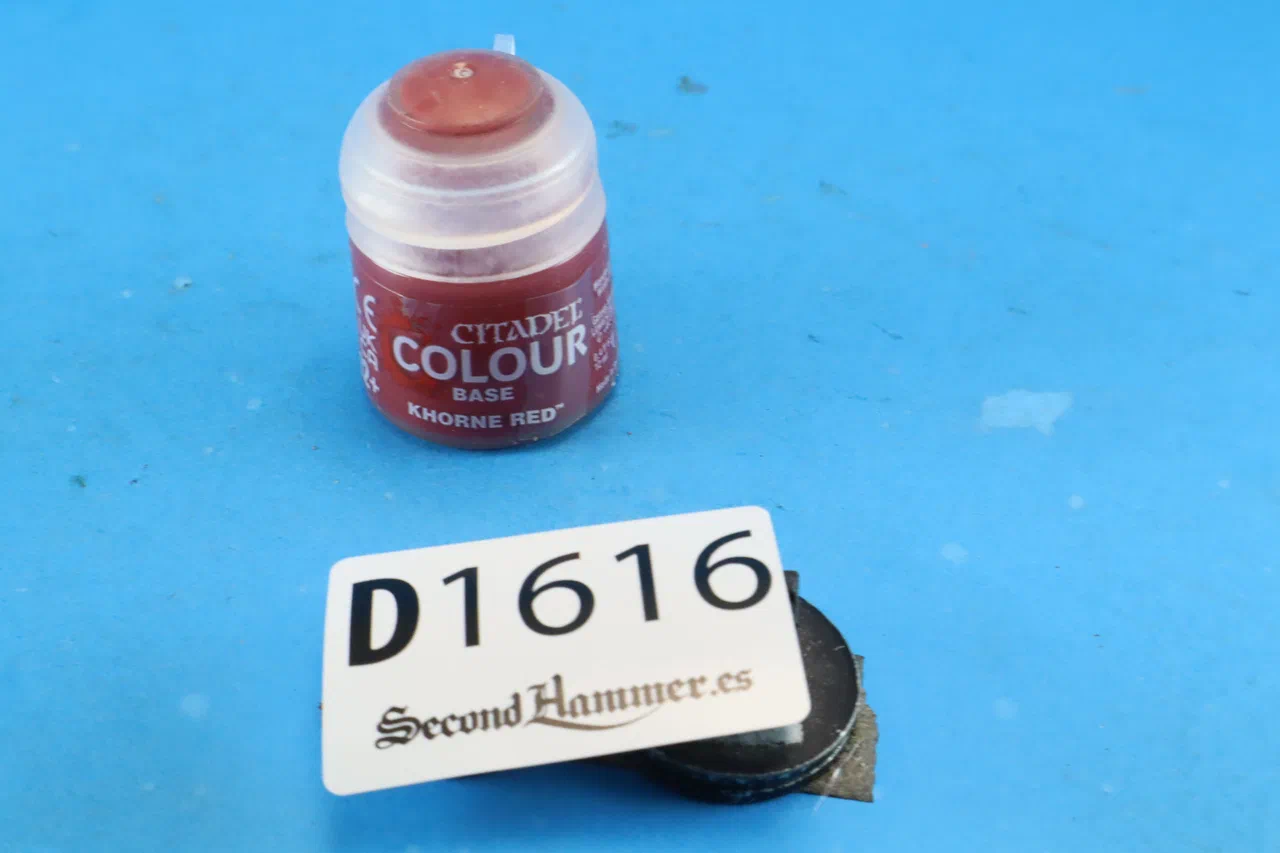 CITADEL
COLOUR
BASE
KHORNE RED™
D1616
SecondHammer.es